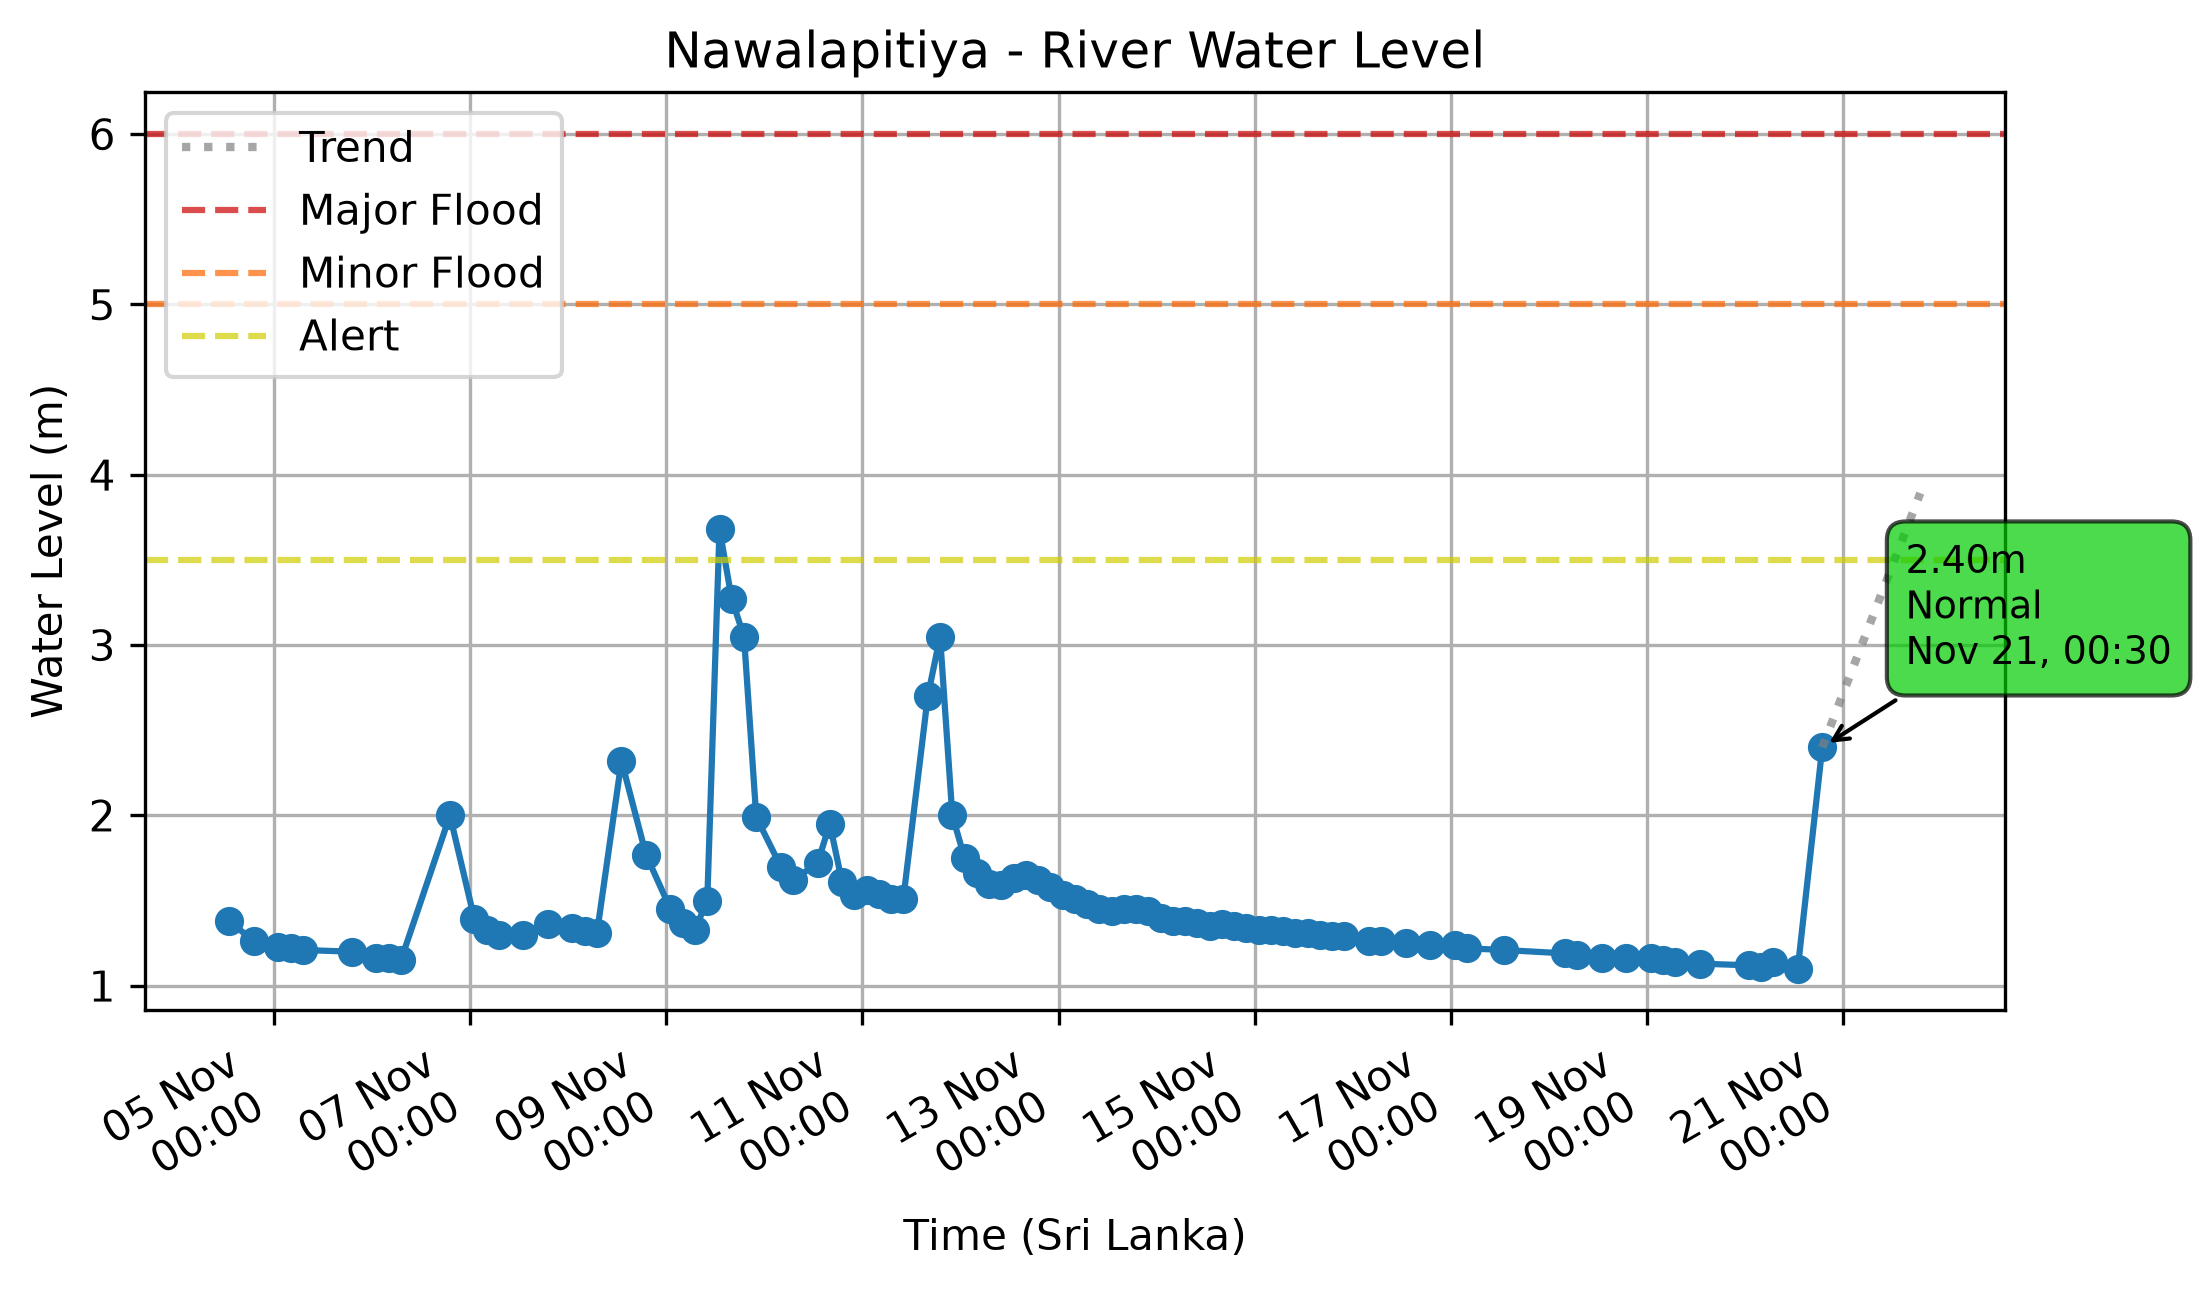 Nawalapitiya - River Water Level
Trend
Major Flood
Minor Flood
Alert
6
5
4
3
2
1
Water Level (m)
2.40m
Normal
Nov 21, 00:30
05 Nov
00:00
07 Nov
00:00
09 Nov
00:00
11 Nov
00:00
13 Nov
00:00
15 Nov
00:00
17 Nov
00:00
19 Nov
00:00
21 Nov
00:00
Time (Sri Lanka)